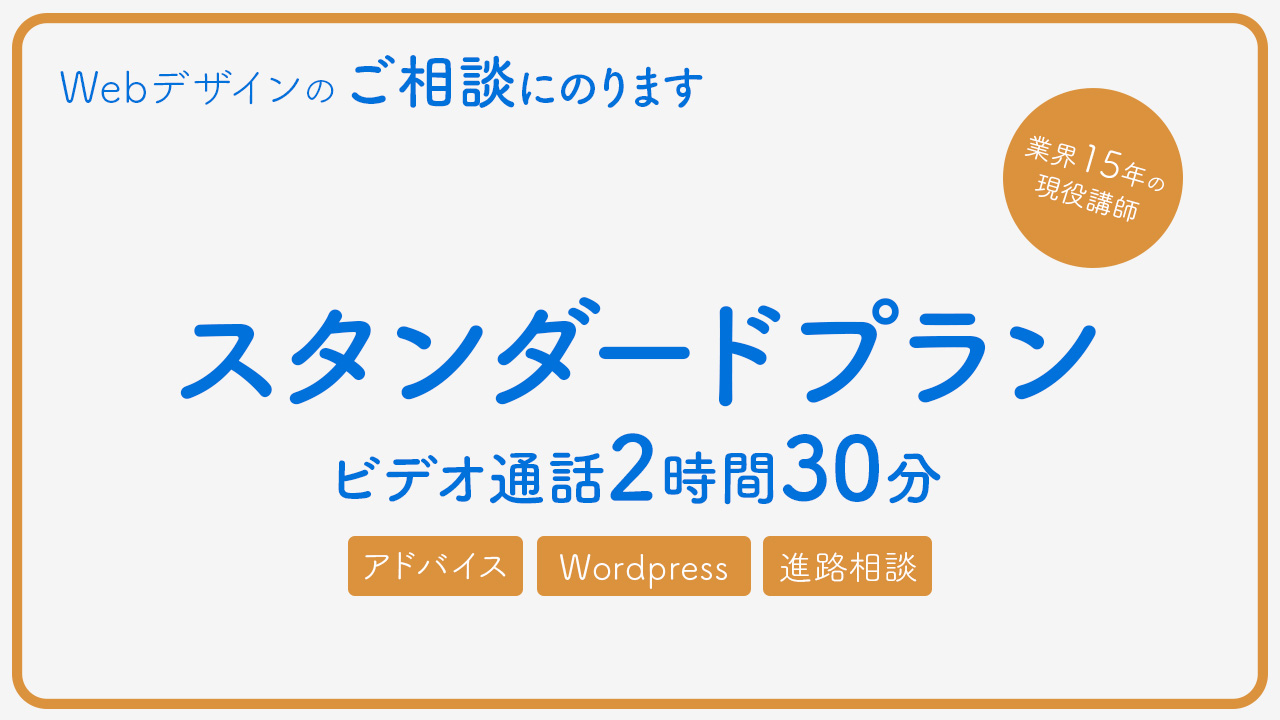 Webデザインの ご相談にのります
業界15年の
現役講師
スタンダードプラン
ビデオ通話2時間30分
アドバイス
Wordpress
進路相談